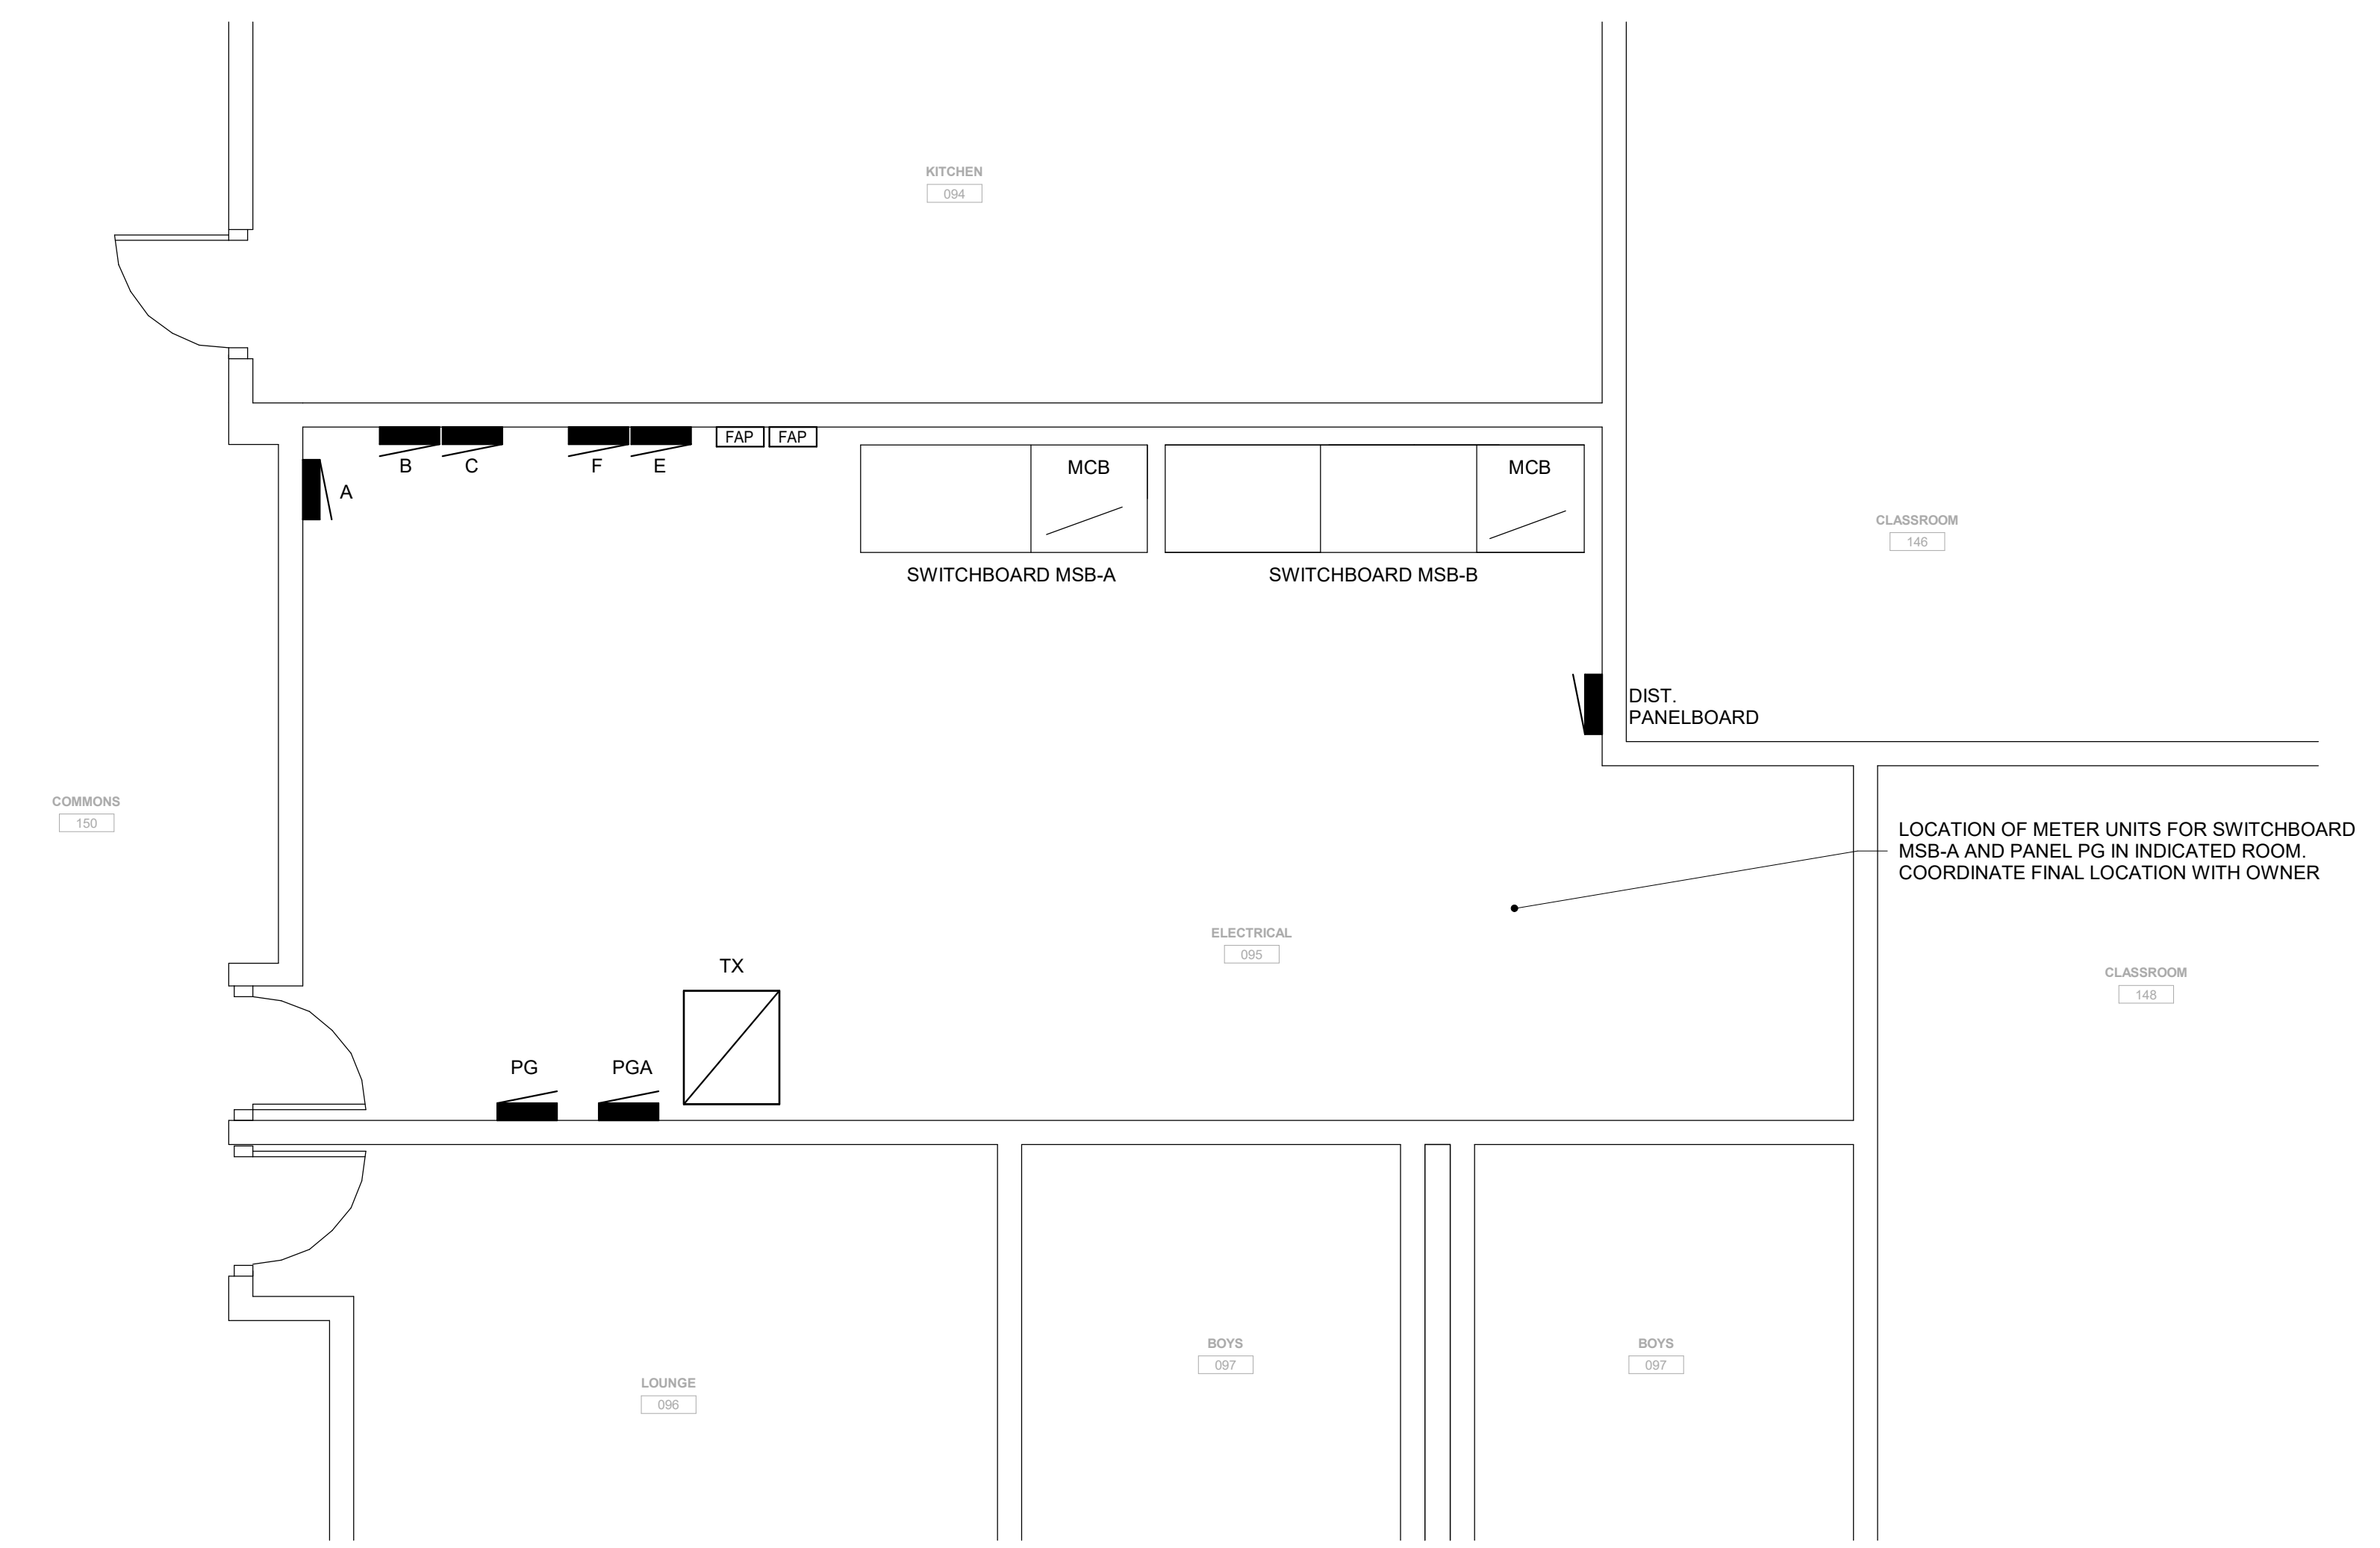 KITCHEN
094
FAP
FAP
B
C
F
E
A
MCB
MCB
SWITCHBOARD MSB-A
SWITCHBOARD MSB-B
CLASSROOM
146
DIST.
PANELBOARD
COMMONS
150
LOCATION OF METER UNITS FOR SWITCHBOARD
MSB-A AND PANEL PG IN INDICATED ROOM.
COORDINATE FINAL LOCATION WITH OWNER
ELECTRICAL
095
TX
CLASSROOM
148
PG
PGA
BOYS
097
BOYS
097
LOUNGE
096